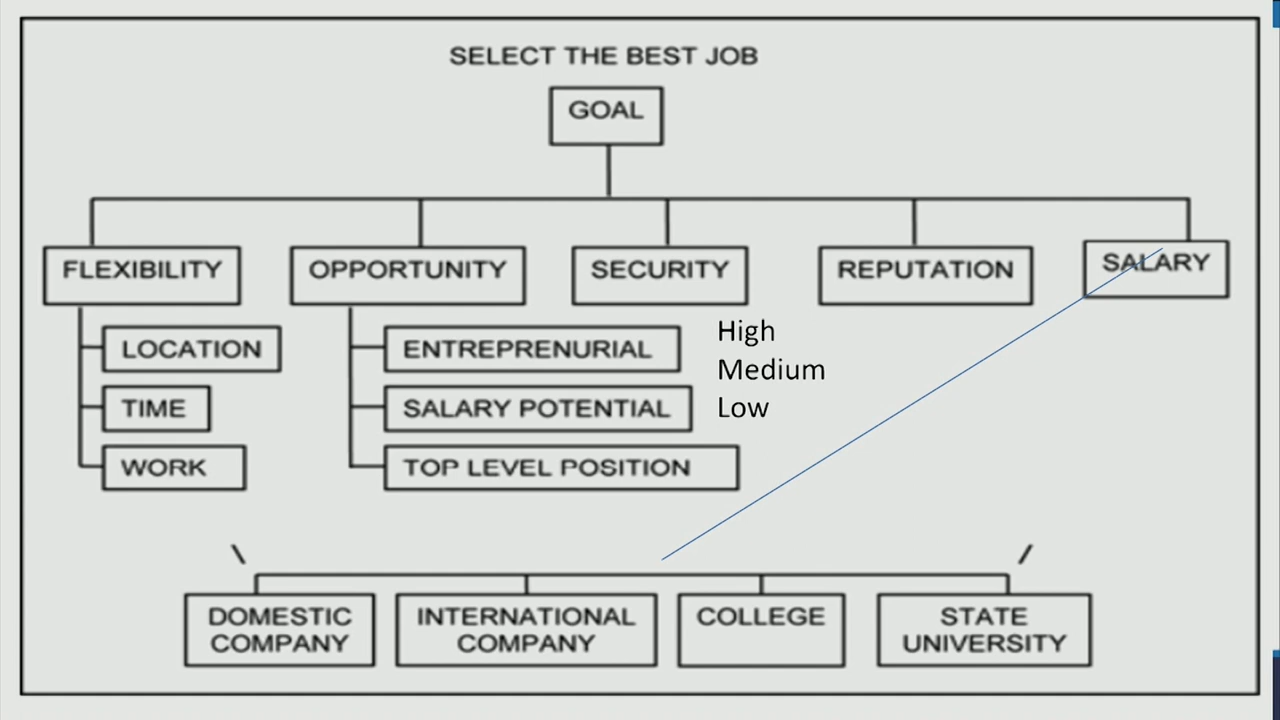 SELECT THE BEST JOB
GOAL
FLEXIBILITY
OPPORTUNITY
SECURITY
REPUTATION
SALARY
LOCATION
TIME
WORK
ENTREPRENURIAL
SALARY POTENTIAL
TOP LEVEL POSITION
High
Medium
Low
DOMESTIC
COMPANY
INTERNATIONAL
COMPANY
COLLEGE
STATE
UNIVERSITY